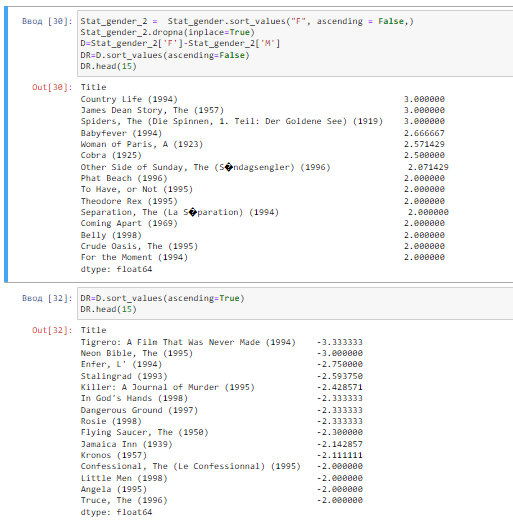 Ввод [30]: Stat_gender_2 =  Stat_gender.sort_values("F", ascending = False,)
Stat_gender_2.dropna(inplace=True)
D=Stat_gender_2['F']-Stat_gender_2['M']
DR=D.sort_values(ascending=False)
DR.head(15)
Out[30]: Title
Country Life (1994) 3.000000
James Dean Story, The (1957) 3.000000
Spiders, The (Die Spinnen, 1. Teil: Der Goldene See) (1919) 3.000000
Babyfever (1994) 2.666667
Woman of Paris, A (1923) 2.571429
Cobra (1925) 2.500000
Other Side of Sunday, The (S�ndagsengler) (1996) 2.071429
Phat Beach (1996) 2.000000
To Have, or Not (1995) 2.000000
Theodore Rex (1995) 2.000000
Separation, The (La S�paration) (1994) 2.000000
Coming Apart (1969) 2.000000
Belly (1998) 2.000000
Crude Oasis, The (1995) 2.000000
For the Moment (1994) 2.000000
dtype: float64
Ввод [32]: DR=D.sort_values(ascending=True)
DR.head(15)
Out[32]: Title
Tigrero: A Film That Was Never Made (1994) -3.333333
Neon Bible, The (1995) -3.000000
Enfer, L' (1994) -2.750000
Stalingrad (1993) -2.593750
Killer: A Journal of Murder (1995) -2.428571
In God's Hands (1998) -2.333333
Dangerous Ground (1997) -2.333333
Rosie (1998) -2.333333
Flying Saucer, The (1950) -2.300000
Jamaica Inn (1939) -2.142857
Kronos (1957) -2.111111
Confessional, The (Le Confessionnal) (1995) -2.000000
Little Men (1998) -2.000000
Angela (1995) -2.000000
Truce, The (1996) -2.000000
dtype: float64